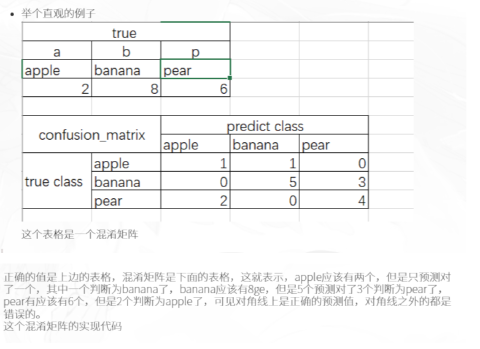 举个直观的例子
true
a b p
apple banana pear
2 8 6
confusion_matrix predict class
apple banana pear
true class apple 1 1 0
banana 0 5 3
pear 2 0 4
这个表格是一个混淆矩阵
正确的值是上边的表格，混淆矩阵是下面的表格，这就表示，apple应该有两个，但是只预测对
了一个，其中一个判断为banana了，banana应该有8ge，但是5个预测对了3个判断为pear了，
pear有应该有6个，但是2个判断为apple了，可见对角线上是正确的预测值，对角线之外的都是
错误的。
这个混淆矩阵的实现代码